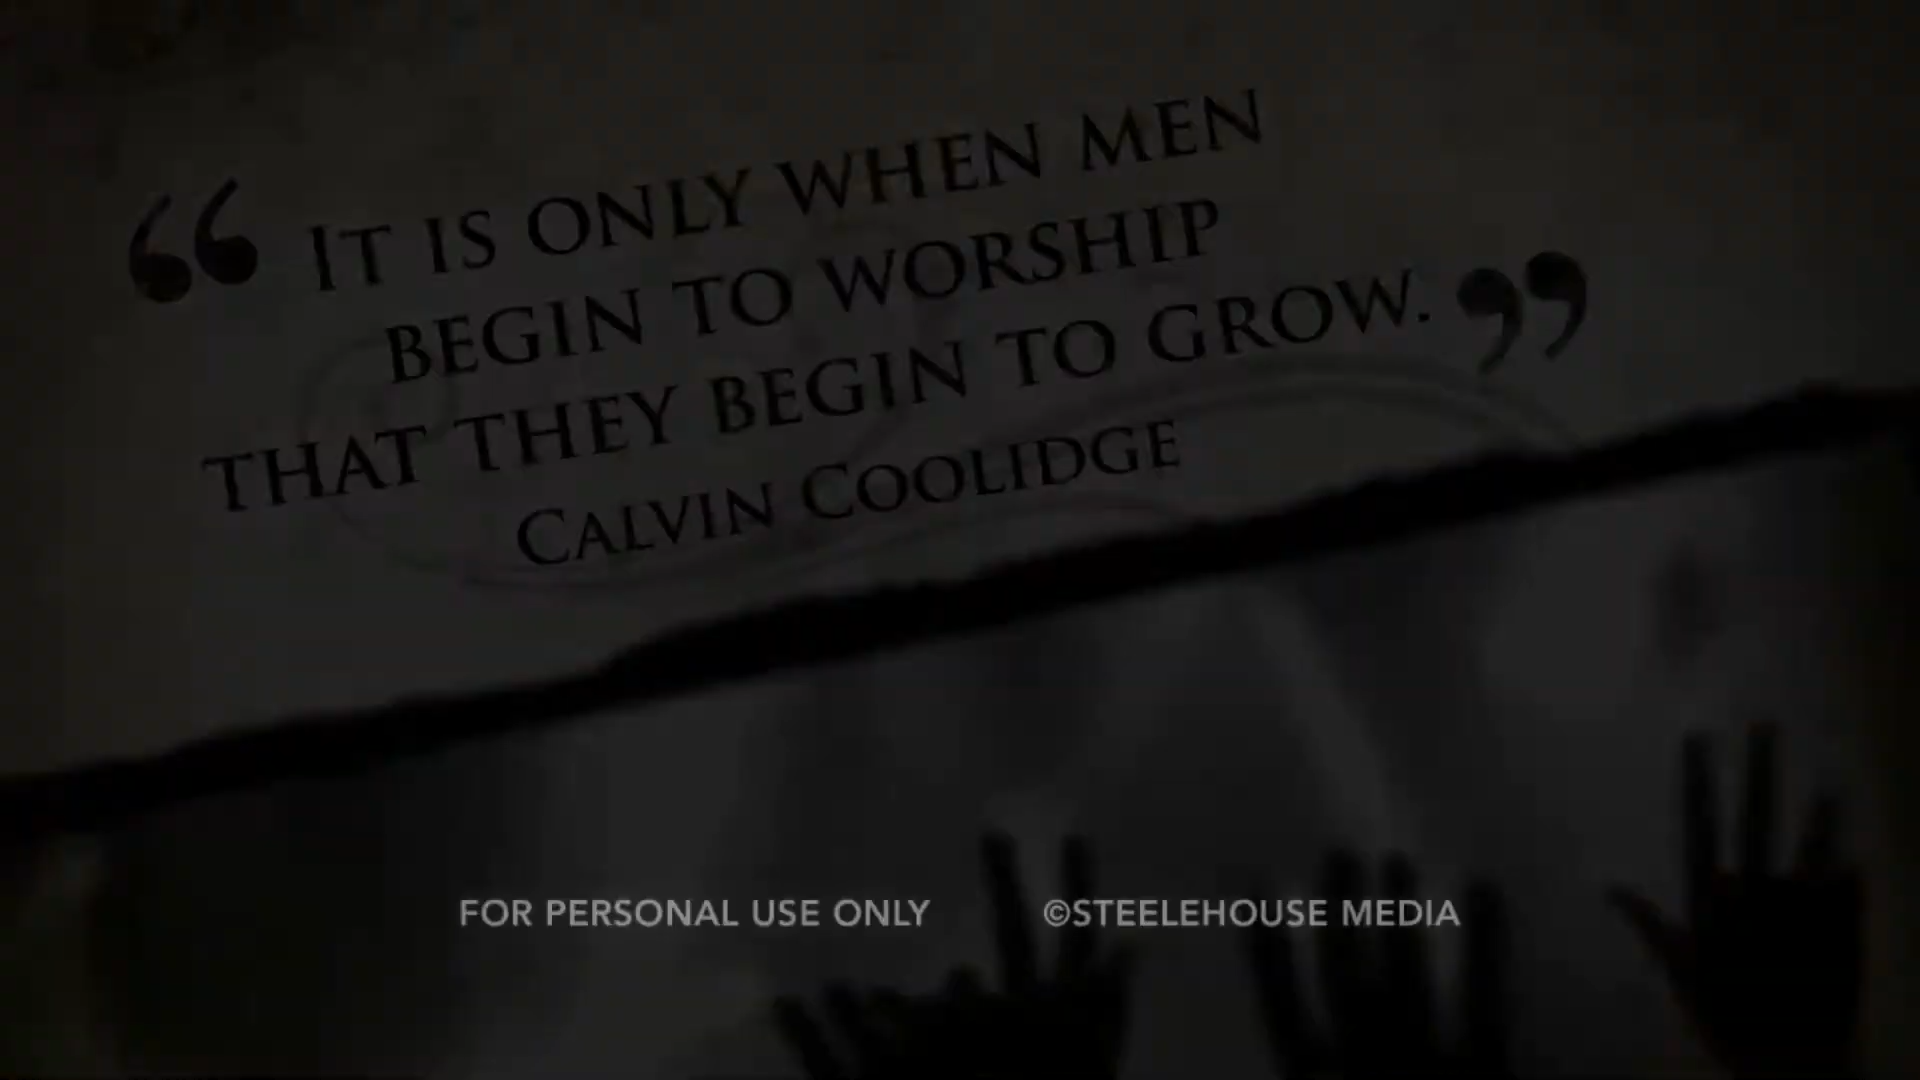 “ IT IS ONLY WHEN MEN
BEGIN TO WORSHIP
THAT THEY BEGIN TO GROW. ”
CALVIN COOLIDGE
FOR PERSONAL USE ONLY ©STEELEHOUSE MEDIA